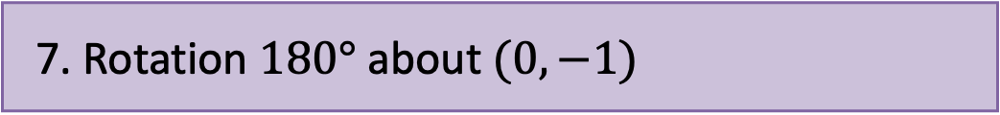 7. Rotation 180° about (0, −1)